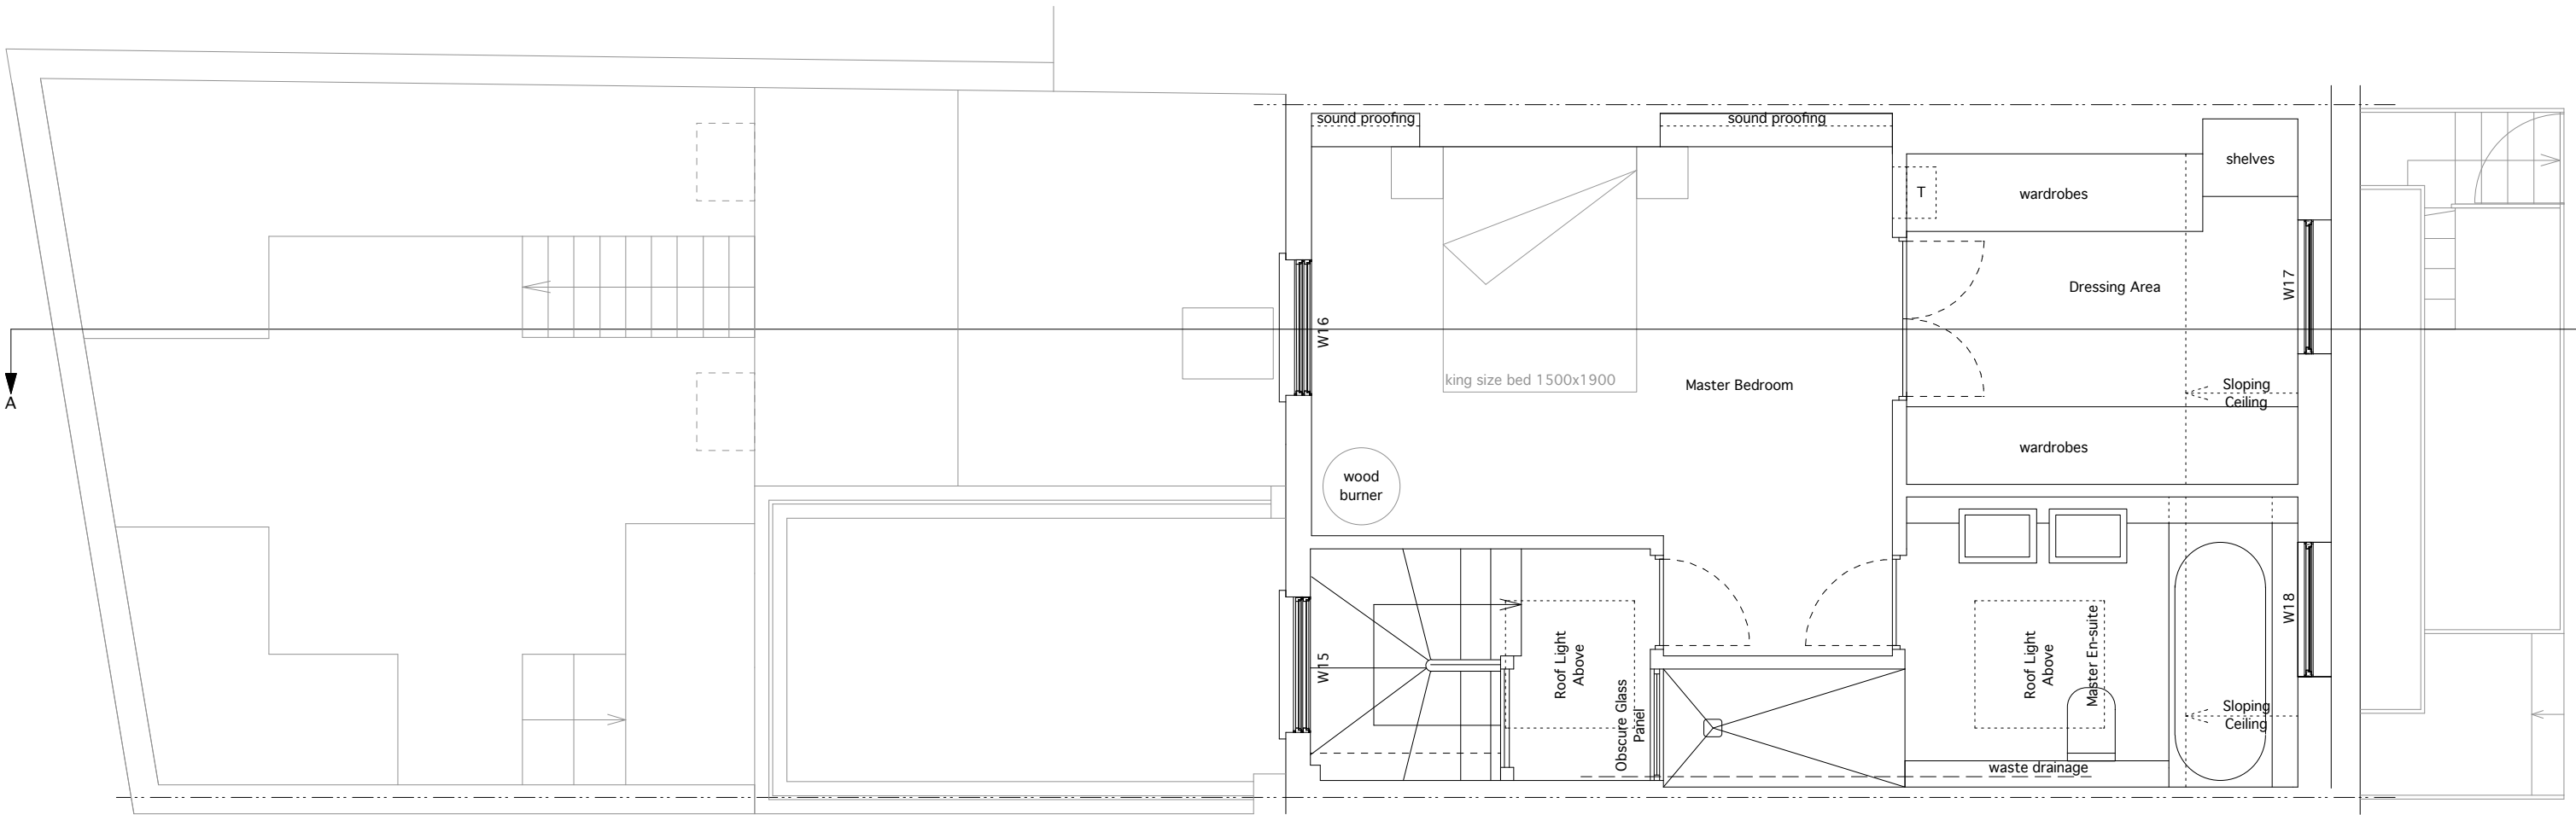 sound proofing
sound proofing
shelves
T
wardrobes
Dressing Area
W17
W16
king size bed 1500x1900
Master Bedroom
Sloping
Ceiling
A
wardrobes
wood
burner
W15
Roof Light
Above
Obscure Glass
Panel
Roof Light
Above
Master En-suite
W18
Sloping
Ceiling
waste drainage